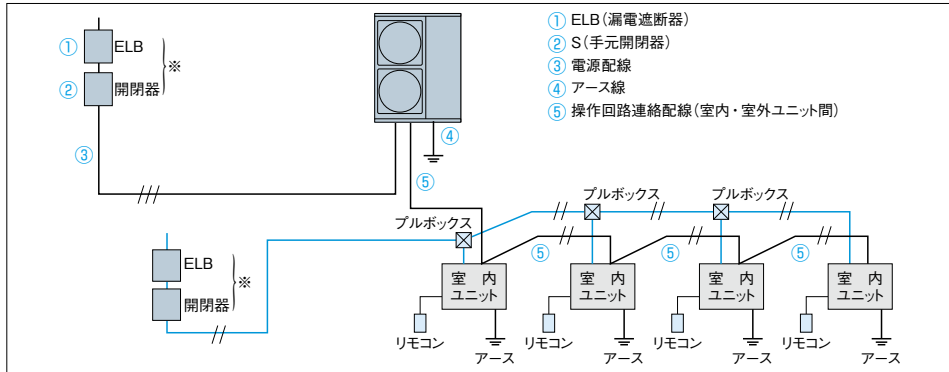 ① ELB
② 開閉器
※
③
④
⑤
① ELB(漏電遮断器)
② S(手元開閉器)
③ 電源配線
④ アース線
⑤ 操作回路連絡配線(室内・室外ユニット間)
プルボックス
プルボックス
プルボックス
ELB
開閉器
※
⑤
⑤
⑤
室 内
ユニット
室 内
ユニット
室 内
ユニット
室 内
ユニット
リモコン
アース
リモコン
アース
リモコン
アース
リモコン
アース